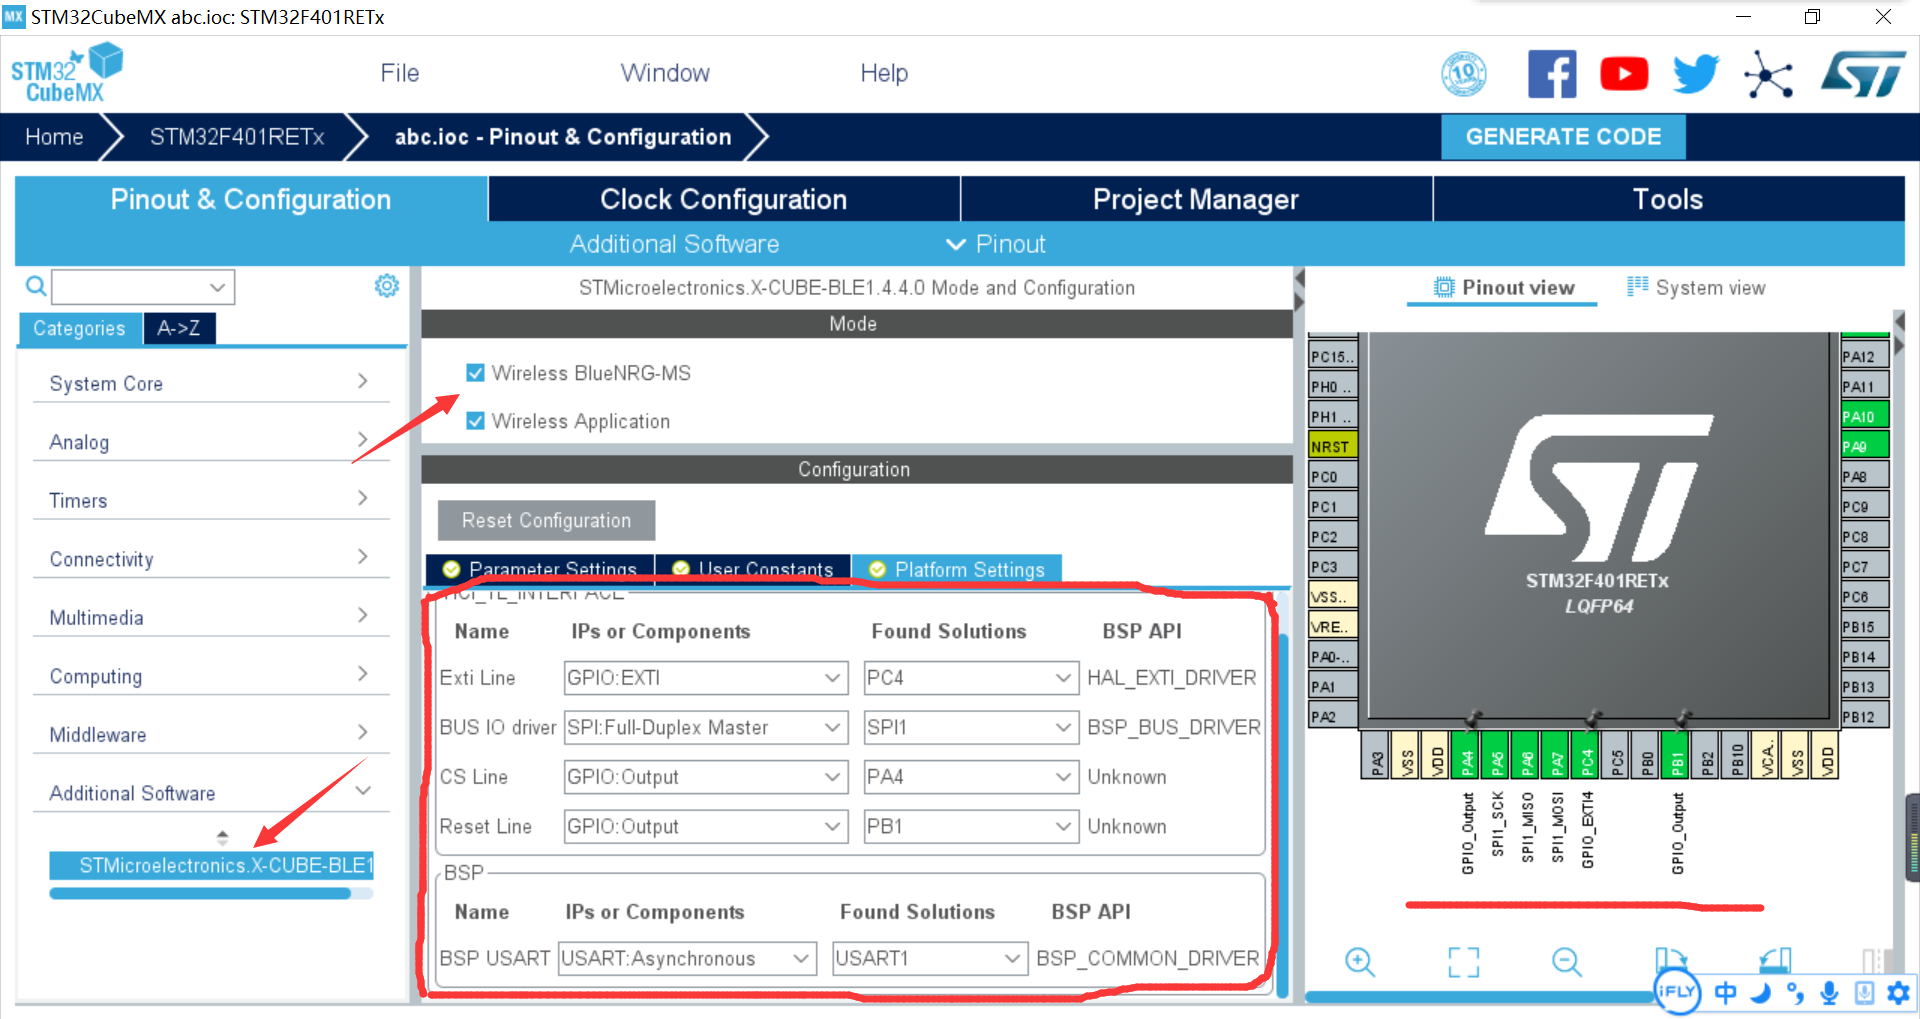 MX STM32CubeMX abc.ioc: STM32F401RETx
STM32
CubeMX
File Window Help
10
Home STM32F401RETx abc.ioc - Pinout & Configuration GENERATE CODE
Pinout & Configuration Clock Configuration Project Manager Tools
Additional Software Pinout
Categories A->Z
System Core
Analog
Timers
Connectivity
Multimedia
Computing
Middleware
Additional Software
STMicroelectronics.X-CUBE-BLE1
STMicroelectronics.X-CUBE-BLE1.4.4.0 Mode and Configuration
Mode
Wireless BlueNRG-MS
Wireless Application
Configuration
Reset Configuration
Parameter Settings User Constants Platform Settings
HCI_TL_INTERFACE
Name IPs or Components Found Solutions BSP API
Exti Line GPIO:EXTI PC4 HAL_EXTI_DRIVER
BUS IO driver SPI:Full-Duplex Master SPI1 BSP_BUS_DRIVER
CS Line GPIO:Output PA4 Unknown
Reset Line GPIO:Output PB1 Unknown
BSP
Name IPs or Components Found Solutions BSP API
BSP USART USART:Asynchronous USART1 BSP_COMMON_DRIVER
Pinout view System view
PC15..
PH0 ..
PH1 ..
NRST
PC0
PC1
PC2
PC3
VSS..
VRE..
PA0-..
PA1
PA2
STM32F401RETx
LQFP64
PA12
PA11
PA10
PA9
PA8
PC9
PC8
PC7
PC6
PB15
PB14
PB13
PB12
PA3 VSS VDD PA4 PA5 PA6 PA7 PC4 PC5 PB0 PB1 PB2 PB10 VCA.. VSS VDD
GPIO_Output SPI1_SCK SPI1_MISO SPI1_MOSI GPIO_EXTI4 GPIO_Output
iFLY 中